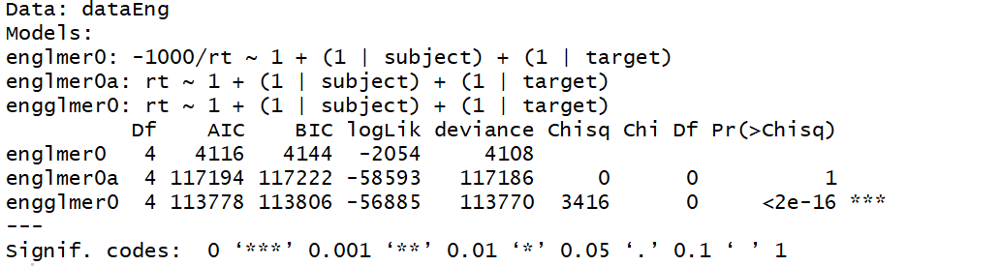 Data: dataEng
Models:
englmer0: -1000/rt ~ 1 + (1 | subject) + (1 | target)
englmer0a: rt ~ 1 + (1 | subject) + (1 | target)
engglmer0: rt ~ 1 + (1 | subject) + (1 | target)
Df AIC BIC logLik deviance Chisq Chi Df Pr(>Chisq)
englmer0 4 4116 4144 -2054 4108
englmer0a 4 117194 117222 -58593 117186 0 0 1
engglmer0 4 113778 113806 -56885 113770 3416 0 <2e-16 ***
---
Signif. codes: 0 ‘***’ 0.001 ‘**’ 0.01 ‘*’ 0.05 ‘.’ 0.1 ‘ ’ 1